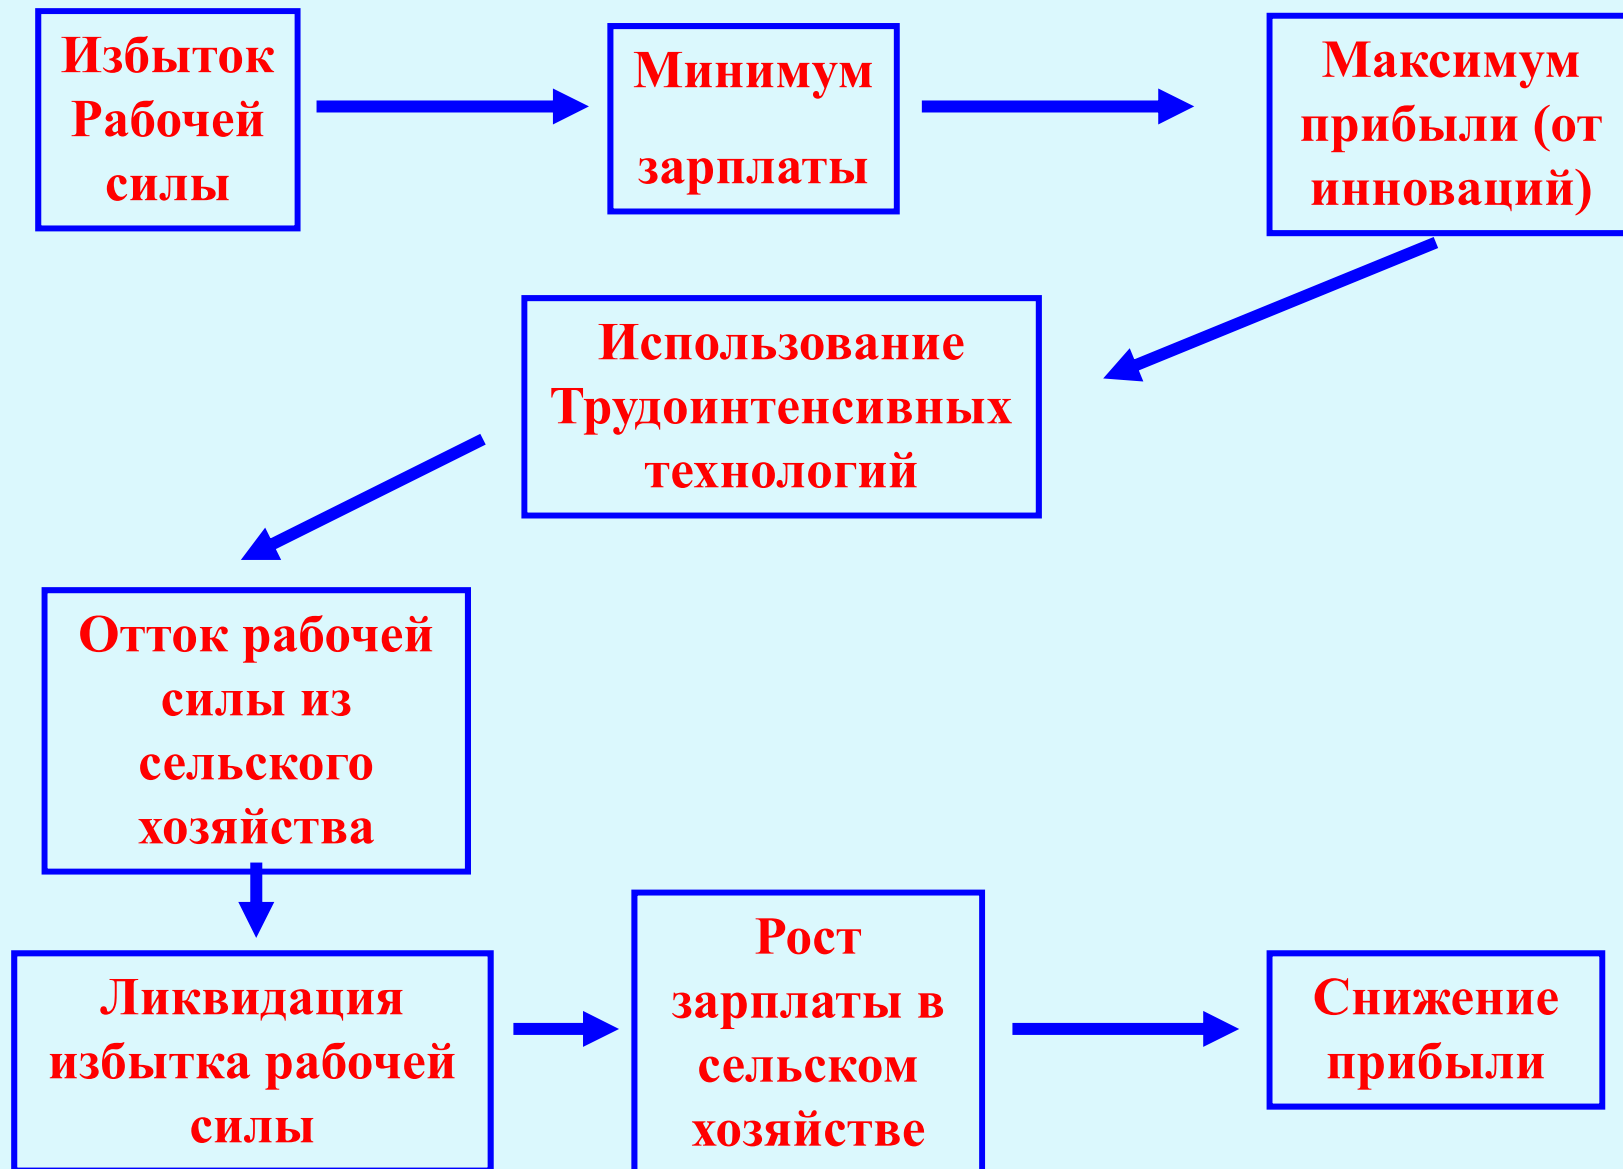 Избыток
Рабочей
силы
Минимум
зарплаты
Максимум
прибыли (от
инноваций)
Использование
Трудоинтенсивных
технологий
Отток рабочей
силы из
сельского
хозяйства
Ликвидация
избытка рабочей
силы
Рост
зарплаты в
сельском
хозяйстве
Снижение
прибыли